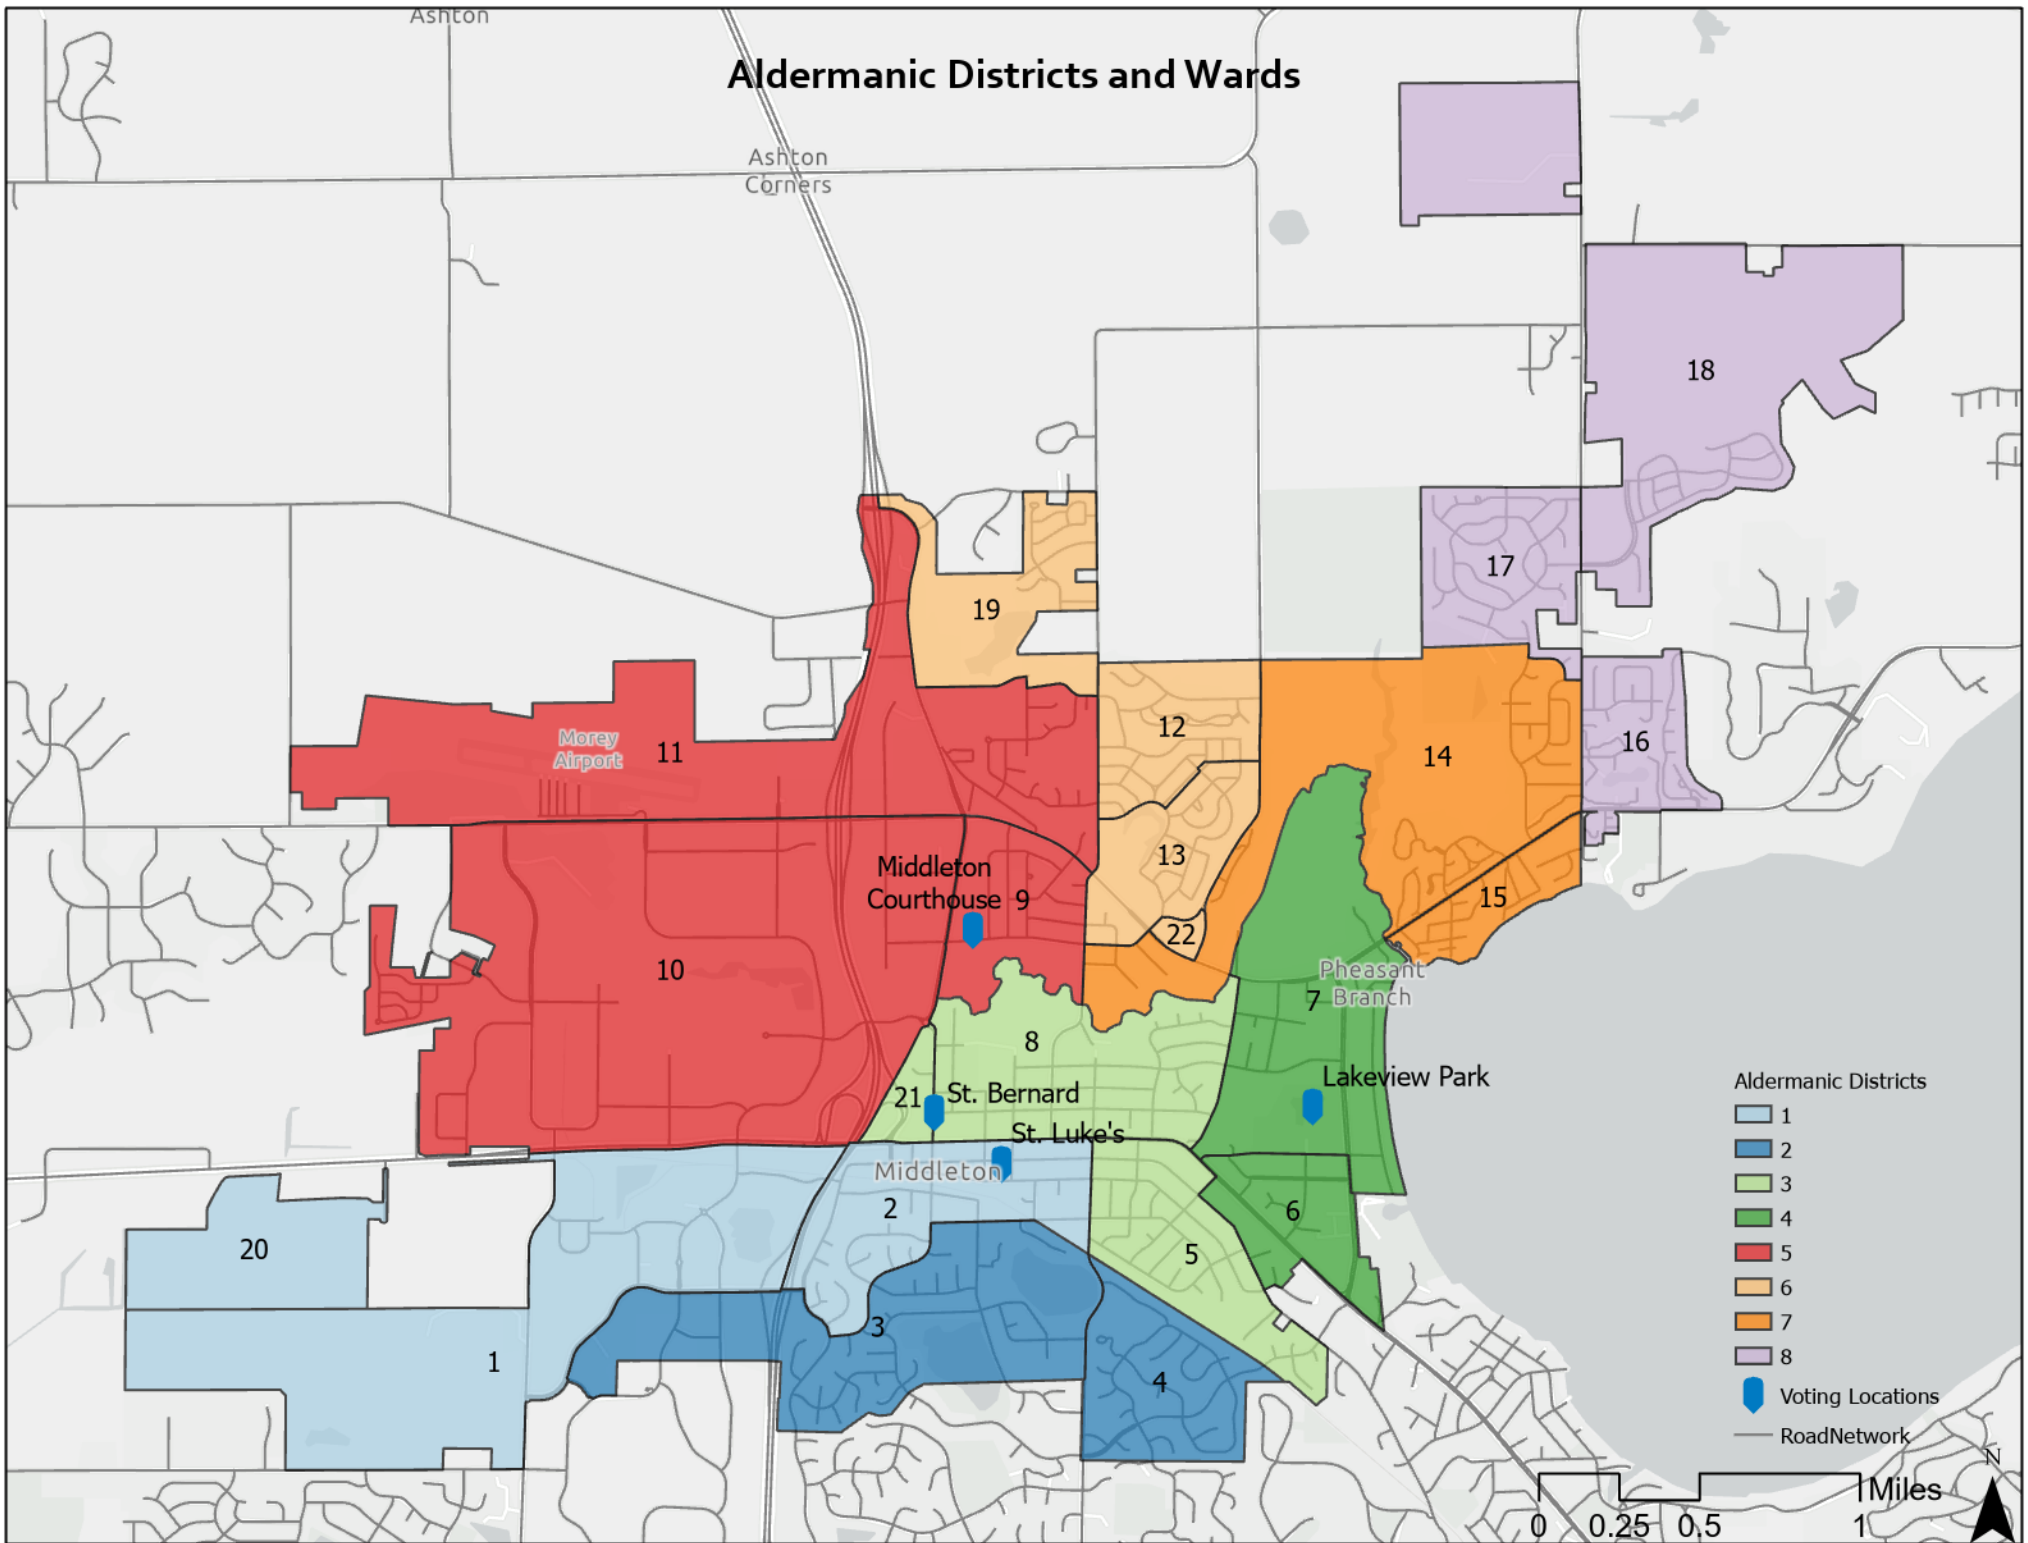 Ashton
Aldermanic Districts and Wards
Ashton
Corners
18
17
19
12
16
14
Morey
Airport
11
13
Middleton
Courthouse
9
15
22
10
Pheasant
Branch
7
8
Lakeview Park
21
St. Bernard
St. Luke's
Middleton
2
6
20
5
3
1
4
Aldermanic Districts
1
2
3
4
5
6
7
8
Voting Locations
RoadNetwork
N
Miles
0
0.25
0.5
1